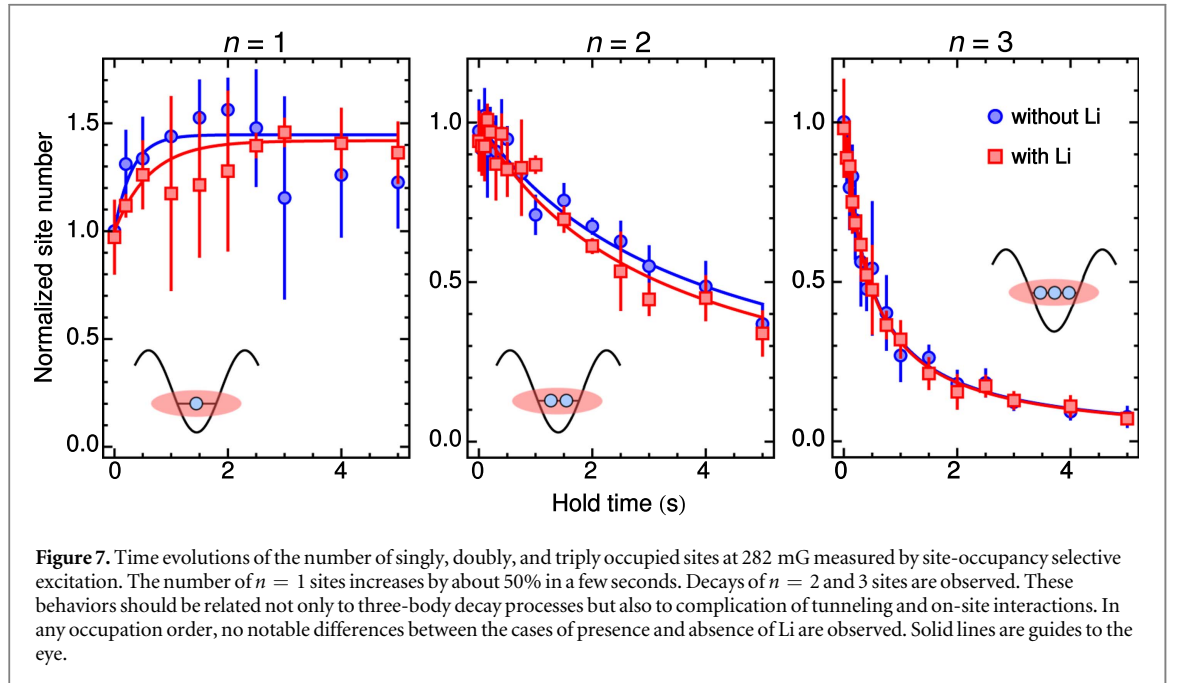 n = 1
n = 2
n = 3
Normalized site number
1.5
1.0
0.5
0.0
0
2
4
1.0
0.5
0.0
0
2
4
1.0
0.5
0.0
0
2
4
without Li
with Li
Hold time (s)
Figure 7. Time evolutions of the number of singly, doubly, and triply occupied sites at 282 mG measured by site-occupancy selective
excitation. The number of n = 1 sites increases by about 50% in a few seconds. Decays of n = 2 and 3 sites are observed. These
behaviors should be related not only to three-body decay processes but also to complication of tunneling and on-site interactions. In
any occupation order, no notable differences between the cases of presence and absence of Li are observed. Solid lines are guides to the
eye.